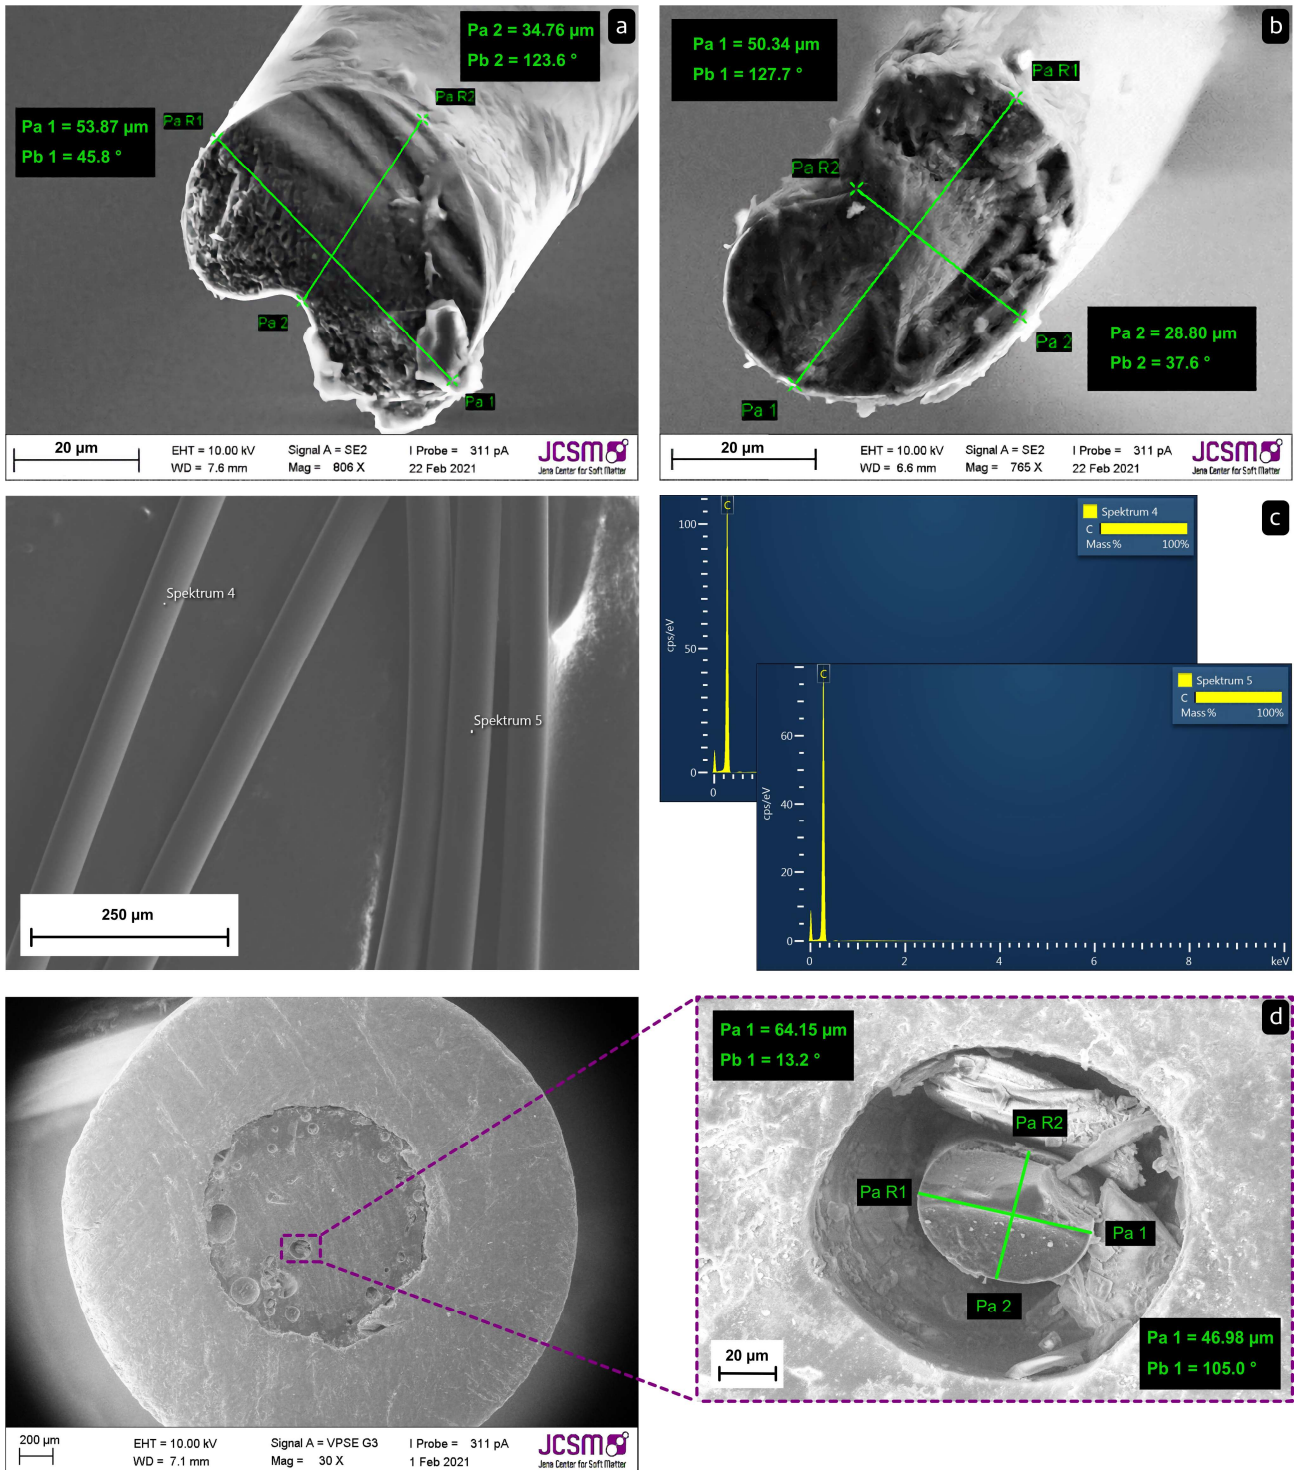 a
Pa 2 = 34.76 µm
Pb 2 = 123.6 °
Pa 1 = 53.87 µm
Pb 1 = 45.8 °
Pa R1
Pa R2
Pa 2
Pa 1
20 µm
EHT = 10.00 kV
WD = 7.6 mm
Signal A = SE2
Mag = 806 X
I Probe = 311 pA
22 Feb 2021
JCSM
Jena Center for Soft Matter
b
Pa 1 = 50.34 µm
Pb 1 = 127.7 °
Pa R1
Pa R2
Pa 2
Pa 1
Pa 2 = 28.80 µm
Pb 2 = 37.6 °
20 µm
EHT = 10.00 kV
WD = 6.6 mm
Signal A = SE2
Mag = 765 X
I Probe = 311 pA
22 Feb 2021
JCSM
Jena Center for Soft Matter
Spektrum 4
Spektrum 5
250 µm
c
C
Spektrum 4
C
Mass% 100%
100
50
0
cps/eV
0
C
Spektrum 5
C
Mass% 100%
60
40
20
0
cps/eV
0 2 4 6 8 keV
200 µm
EHT = 10.00 kV
WD = 7.1 mm
Signal A = VPSE G3
Mag = 30 X
I Probe = 311 pA
1 Feb 2021
JCSM
Jena Center for Soft Matter
d
Pa 1 = 64.15 µm
Pb 1 = 13.2 °
Pa R2
Pa R1
Pa 1
Pa 2
Pa 1 = 46.98 µm
Pb 1 = 105.0 °
20 µm